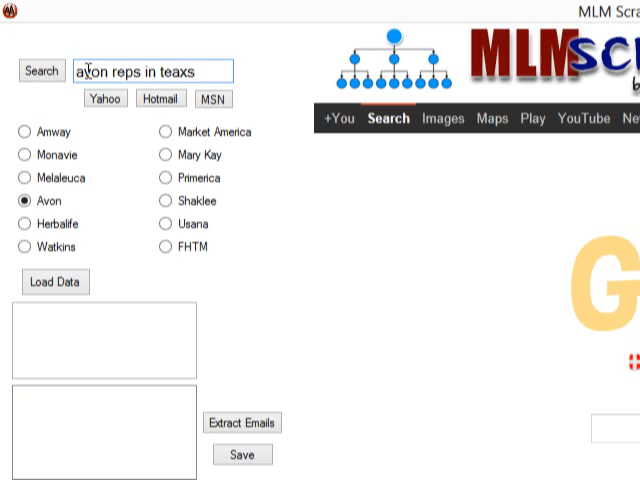 MLM Scra
Search avon reps in teaxs
Yahoo Hotmail MSN
Amway Market America
Monavie Mary Kay
Melaleuca Primerica
Avon Shaklee
Herbalife Usana
Watkins FHTM
Load Data
Extract Emails
Save
MLMSC
b
+You Search Images Maps Play YouTube Ne
G